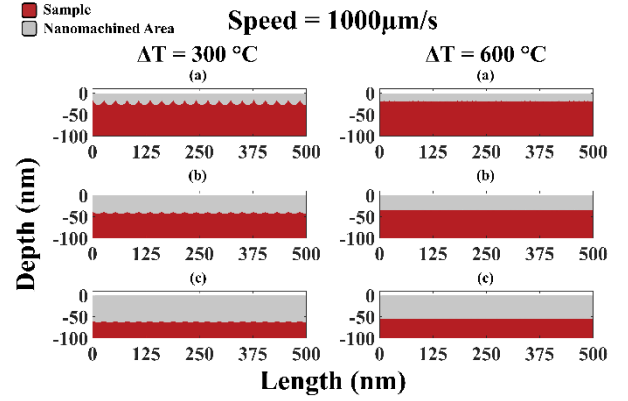 Sample
Nanomachined Area
Speed = 1000μm/s
ΔT = 300 °C
ΔT = 600 °C
(a)
(a)
0
-50
-100
0 125 250 375 500
0
-50
-100
0 125 250 375 500
(b)
(b)
0
-50
-100
0 125 250 375 500
0
-50
-100
0 125 250 375 500
(c)
(c)
0
-50
-100
0 125 250 375 500
0
-50
-100
0 125 250 375 500
Depth (nm)
Length (nm)